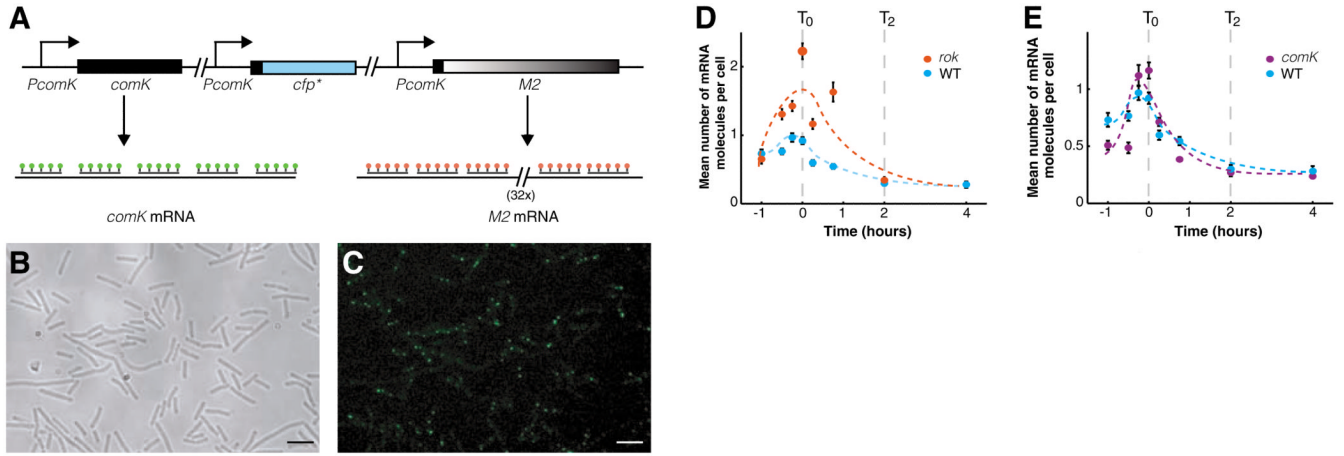 A
PcomK
comK
PcomK
cfp*
PcomK
M2
(32x)
comK mRNA
M2 mRNA
B
C
D
T0
T2
Mean number of mRNA
molecules per cell
2
1
0
rok
WT
-1
0
1
2
4
Time (hours)
E
T0
T2
Mean number of mRNA
molecules per cell
1
0.5
0
comK
WT
-1
0
1
2
4
Time (hours)